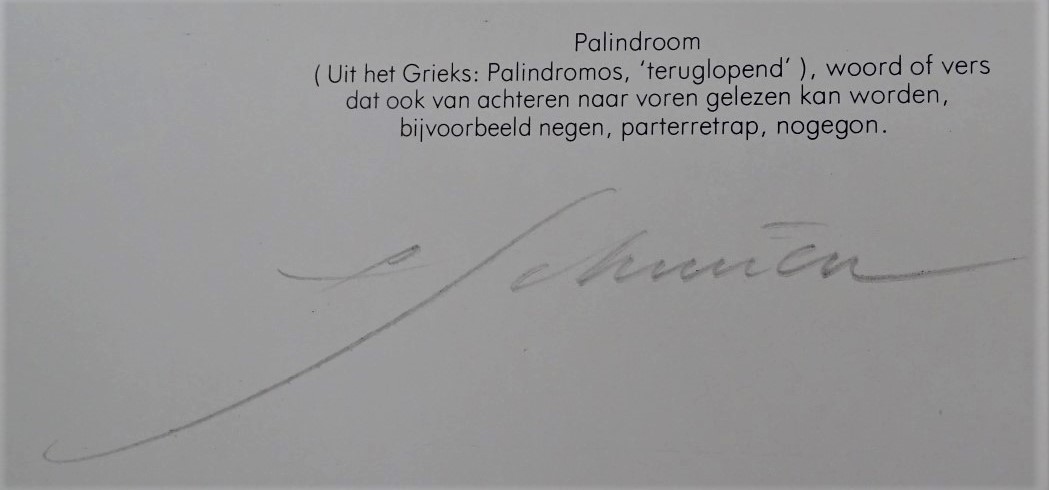 Palindroom
( Uit het Grieks: Palindromos, ‘teruglopend’ ), woord of vers
dat ook van achteren naar voren gelezen kan worden,
bijvoorbeeld negen, parterretrap, nogegon.